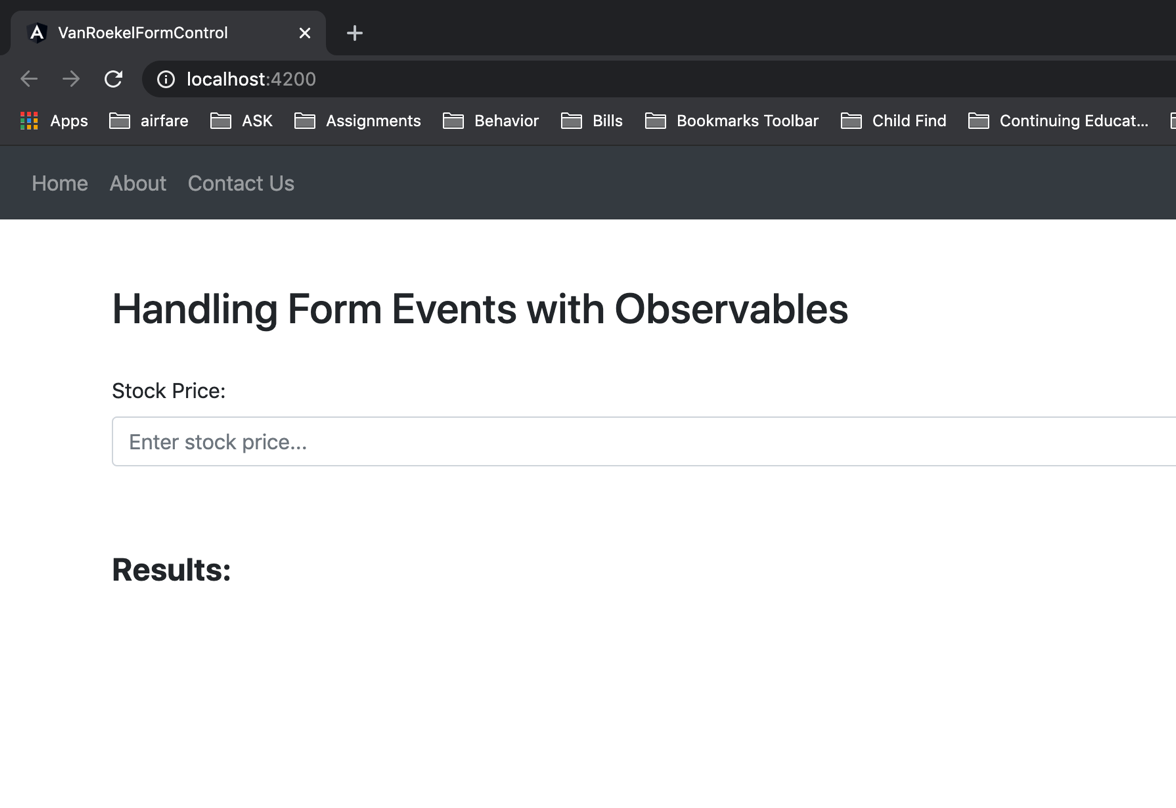 VanRoekelFormControl
localhost:4200
Apps airfare ASK Assignments Behavior Bills Bookmarks Toolbar Child Find Continuing Educat...
Home About Contact Us
Handling Form Events with Observables
Stock Price:
Enter stock price...
Results: